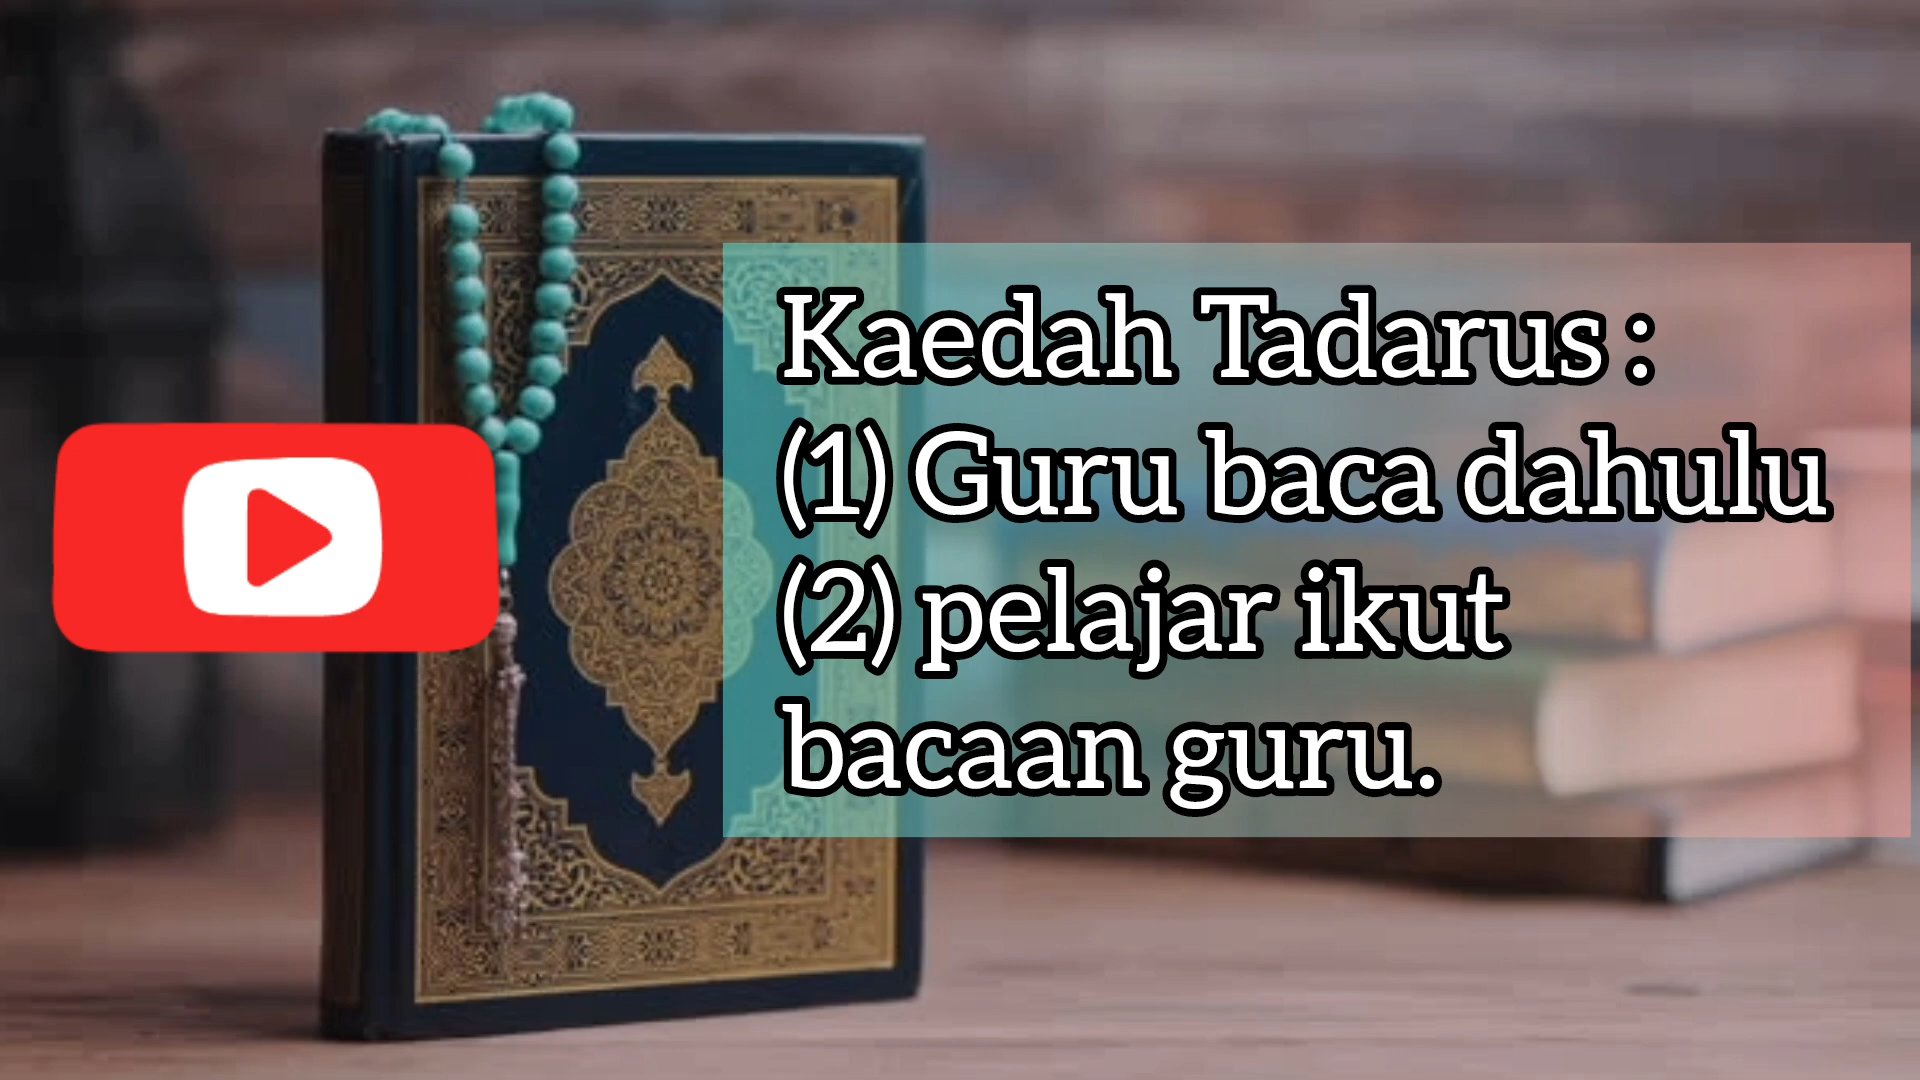 Kaedah Tadarus :
(1) Guru baca dahulu
(2) pelajar ikut
bacaan guru.